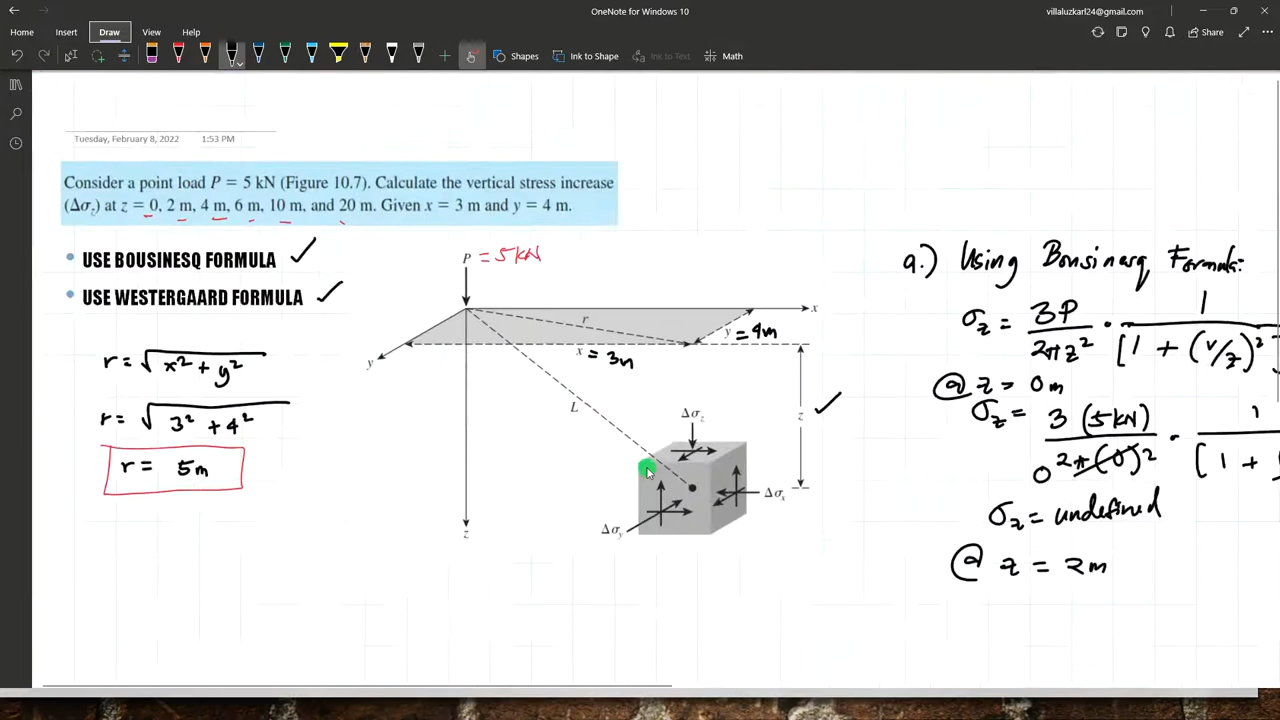 OneNote for Windows 10
villaluzkarl24@gmail.com
Home Insert Draw View Help
Shapes Ink to Shape Ink to Text Math
Share
Tuesday, February 8, 2022 1:53 PM
Consider a point load P = 5 kN (Figure 10.7). Calculate the vertical stress increase
(Δσz) at z = 0, 2 m, 4 m, 6 m, 10 m, and 20 m. Given x = 3 m and y = 4 m.
• USE BOUSINESQ FORMULA ✓
• USE WESTERGAARD FORMULA ✓
r = √x² + y²
r = √3² + 4²
r = 5m
P = 5 kN
x
r
y = 4m
x = 3m
y
L
z ✓
Δσz
Δσx
Δσy
z
a.) Using Bousinesq Formula:
σz = 3P / 2πz² · 1 / [1 + (r/z)²
@ z = 0m
σz = 3 (5kN) / 2π(0)² · 1 / [1 +
0
σz = undefined
@ z = 2m